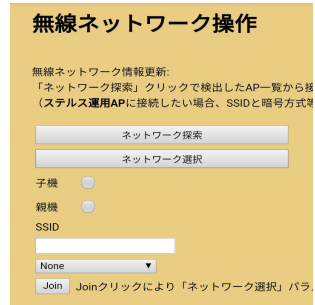 無線ネットワーク操作
無線ネットワーク情報更新:
「ネットワーク探索」クリックで検出したAP一覧から接
（ステルス運用APに接続したい場合、SSIDと暗号方式等
ネットワーク探索
ネットワーク選択
子機
親機
SSID
None
Join Joinクリックにより「ネットワーク選択」パラ